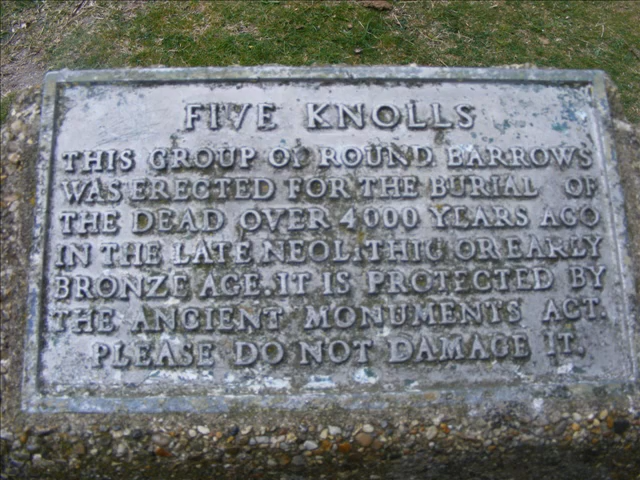 FIVE KNOLLS
THIS GROUP OF ROUND BARROWS
WAS ERECTED FOR THE BURIAL OF
THE DEAD OVER 4000 YEARS AGO
IN THE LATE NEOLITHIC OR EARLY
BRONZE AGE. IT IS PROTECTED BY
THE ANCIENT MONUMENTS ACT.
PLEASE DO NOT DAMAGE IT.